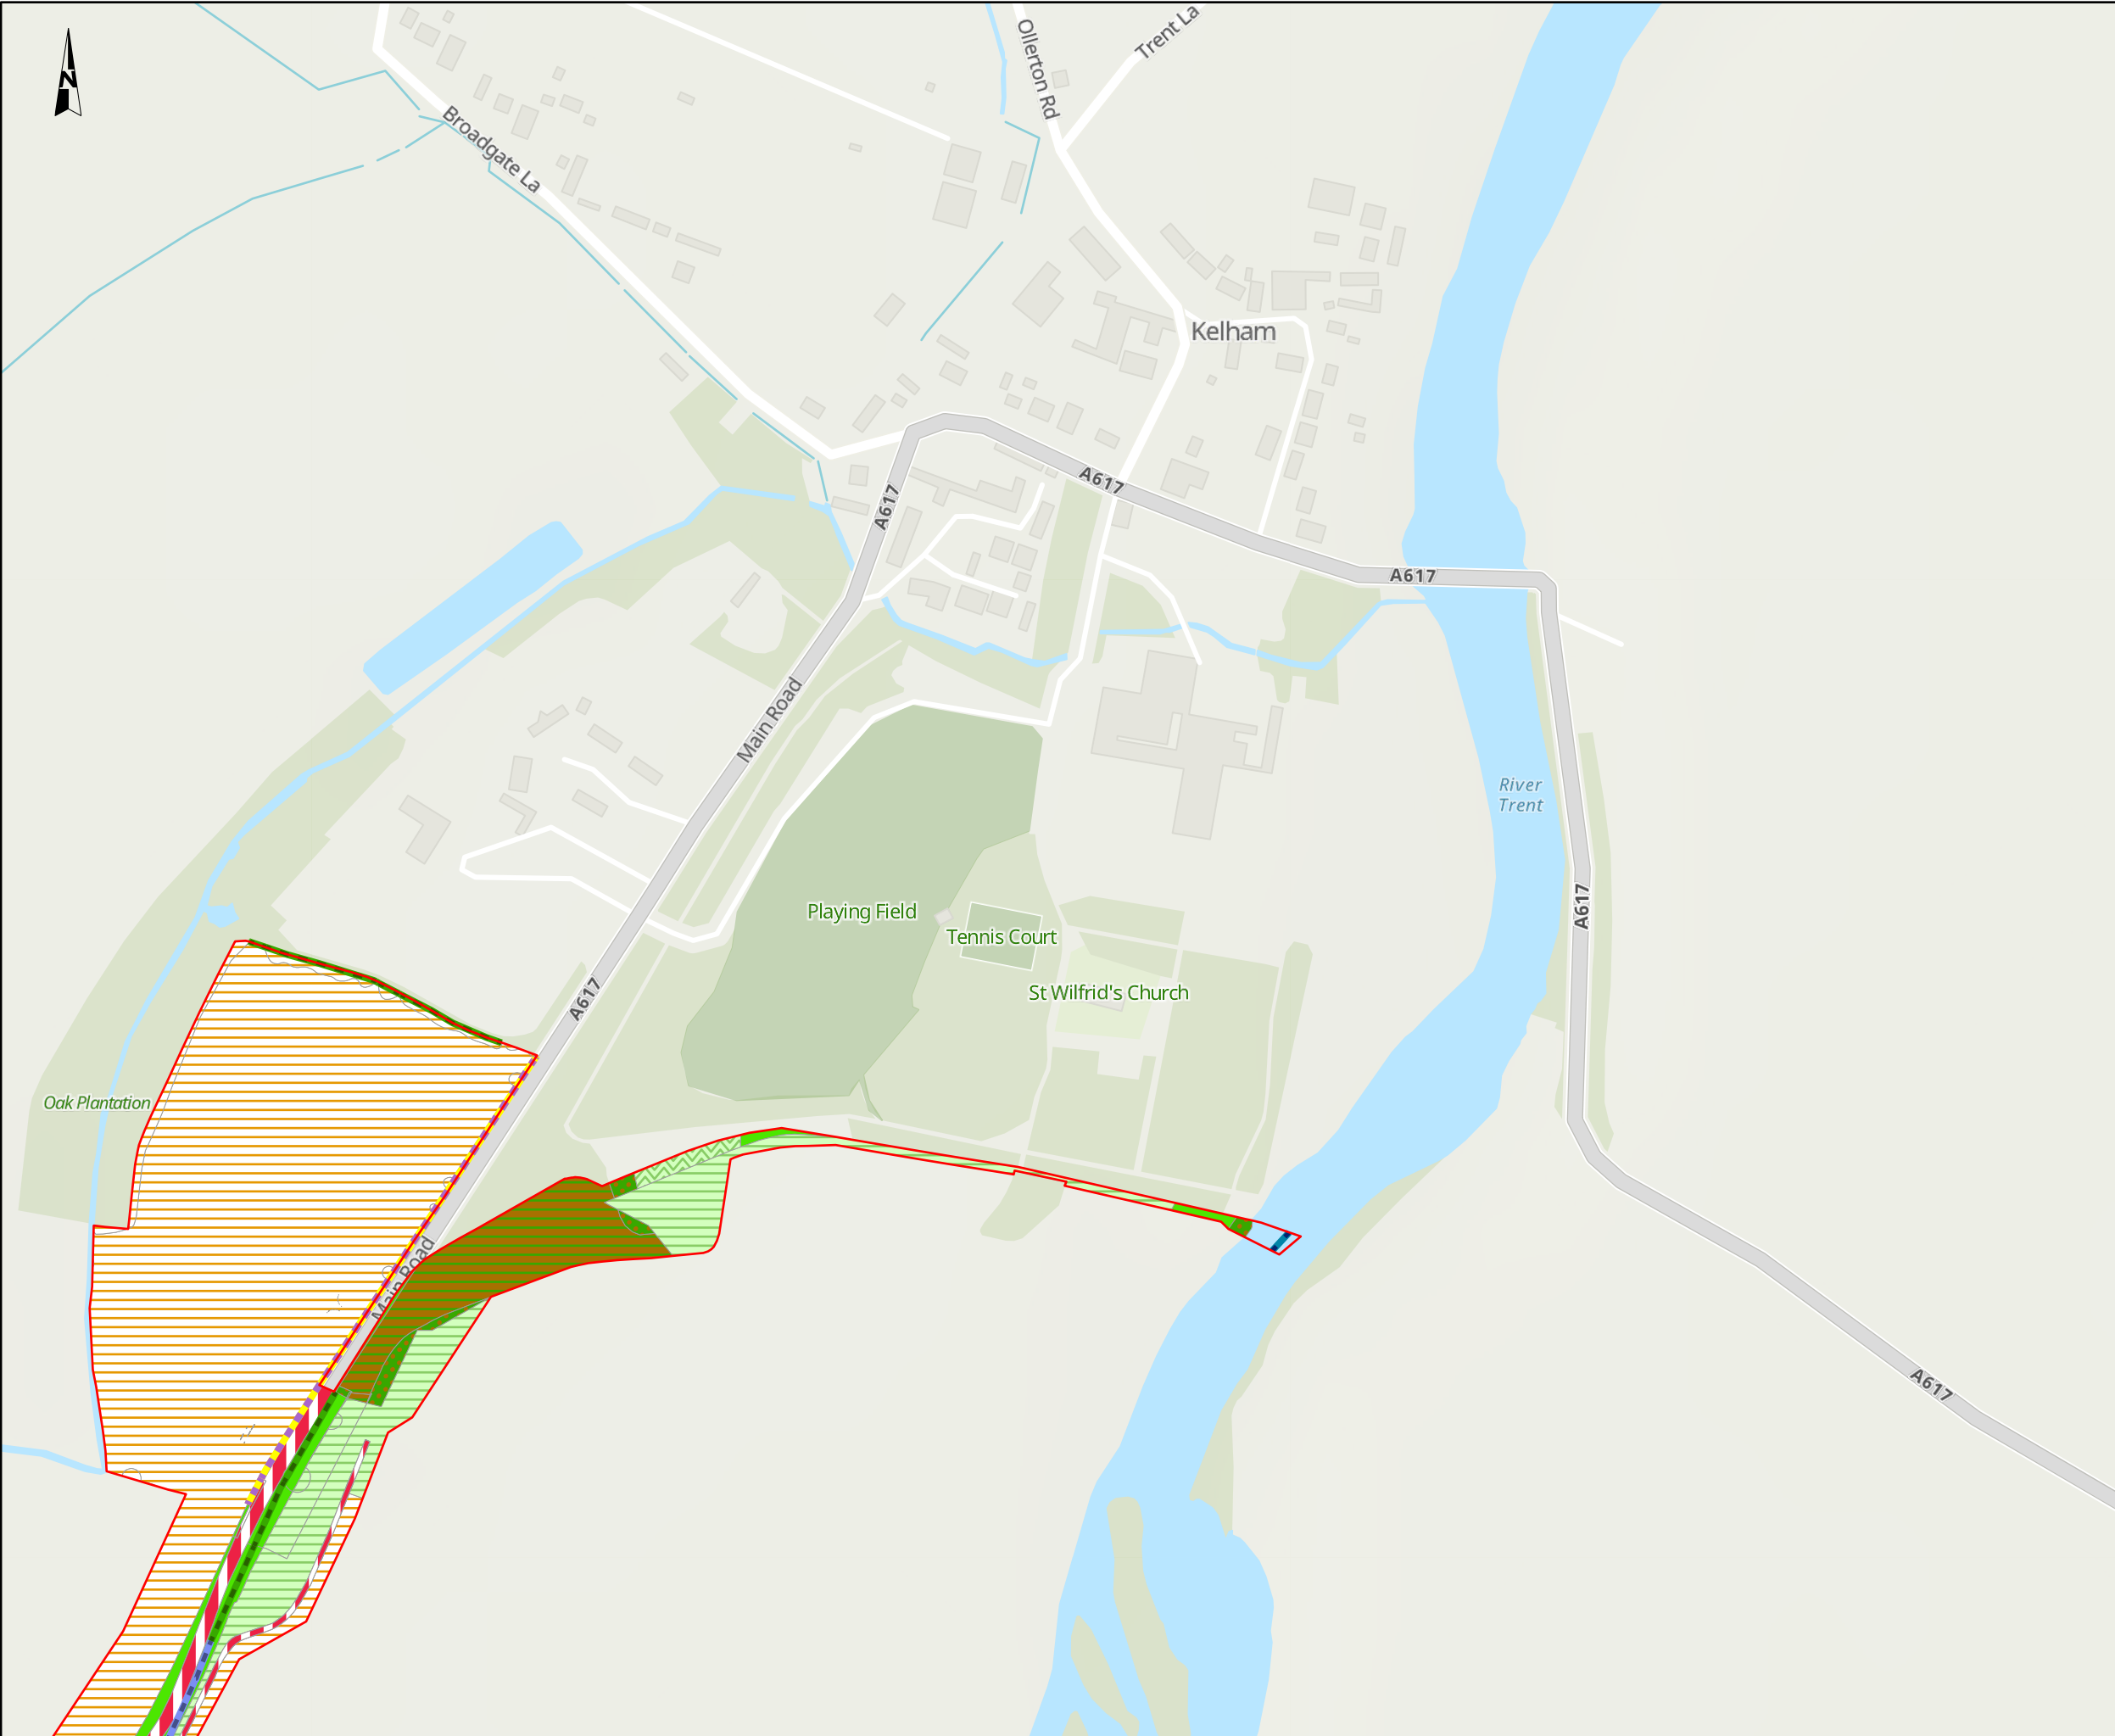 N
Ollerton Rd
Trent La
Broadgate La
Kelham
A617
A617
A617
Main Road
River
Trent
A617
Playing Field
Tennis Court
St Wilfrid's Church
A617
Oak Plantation
Main Road
A617